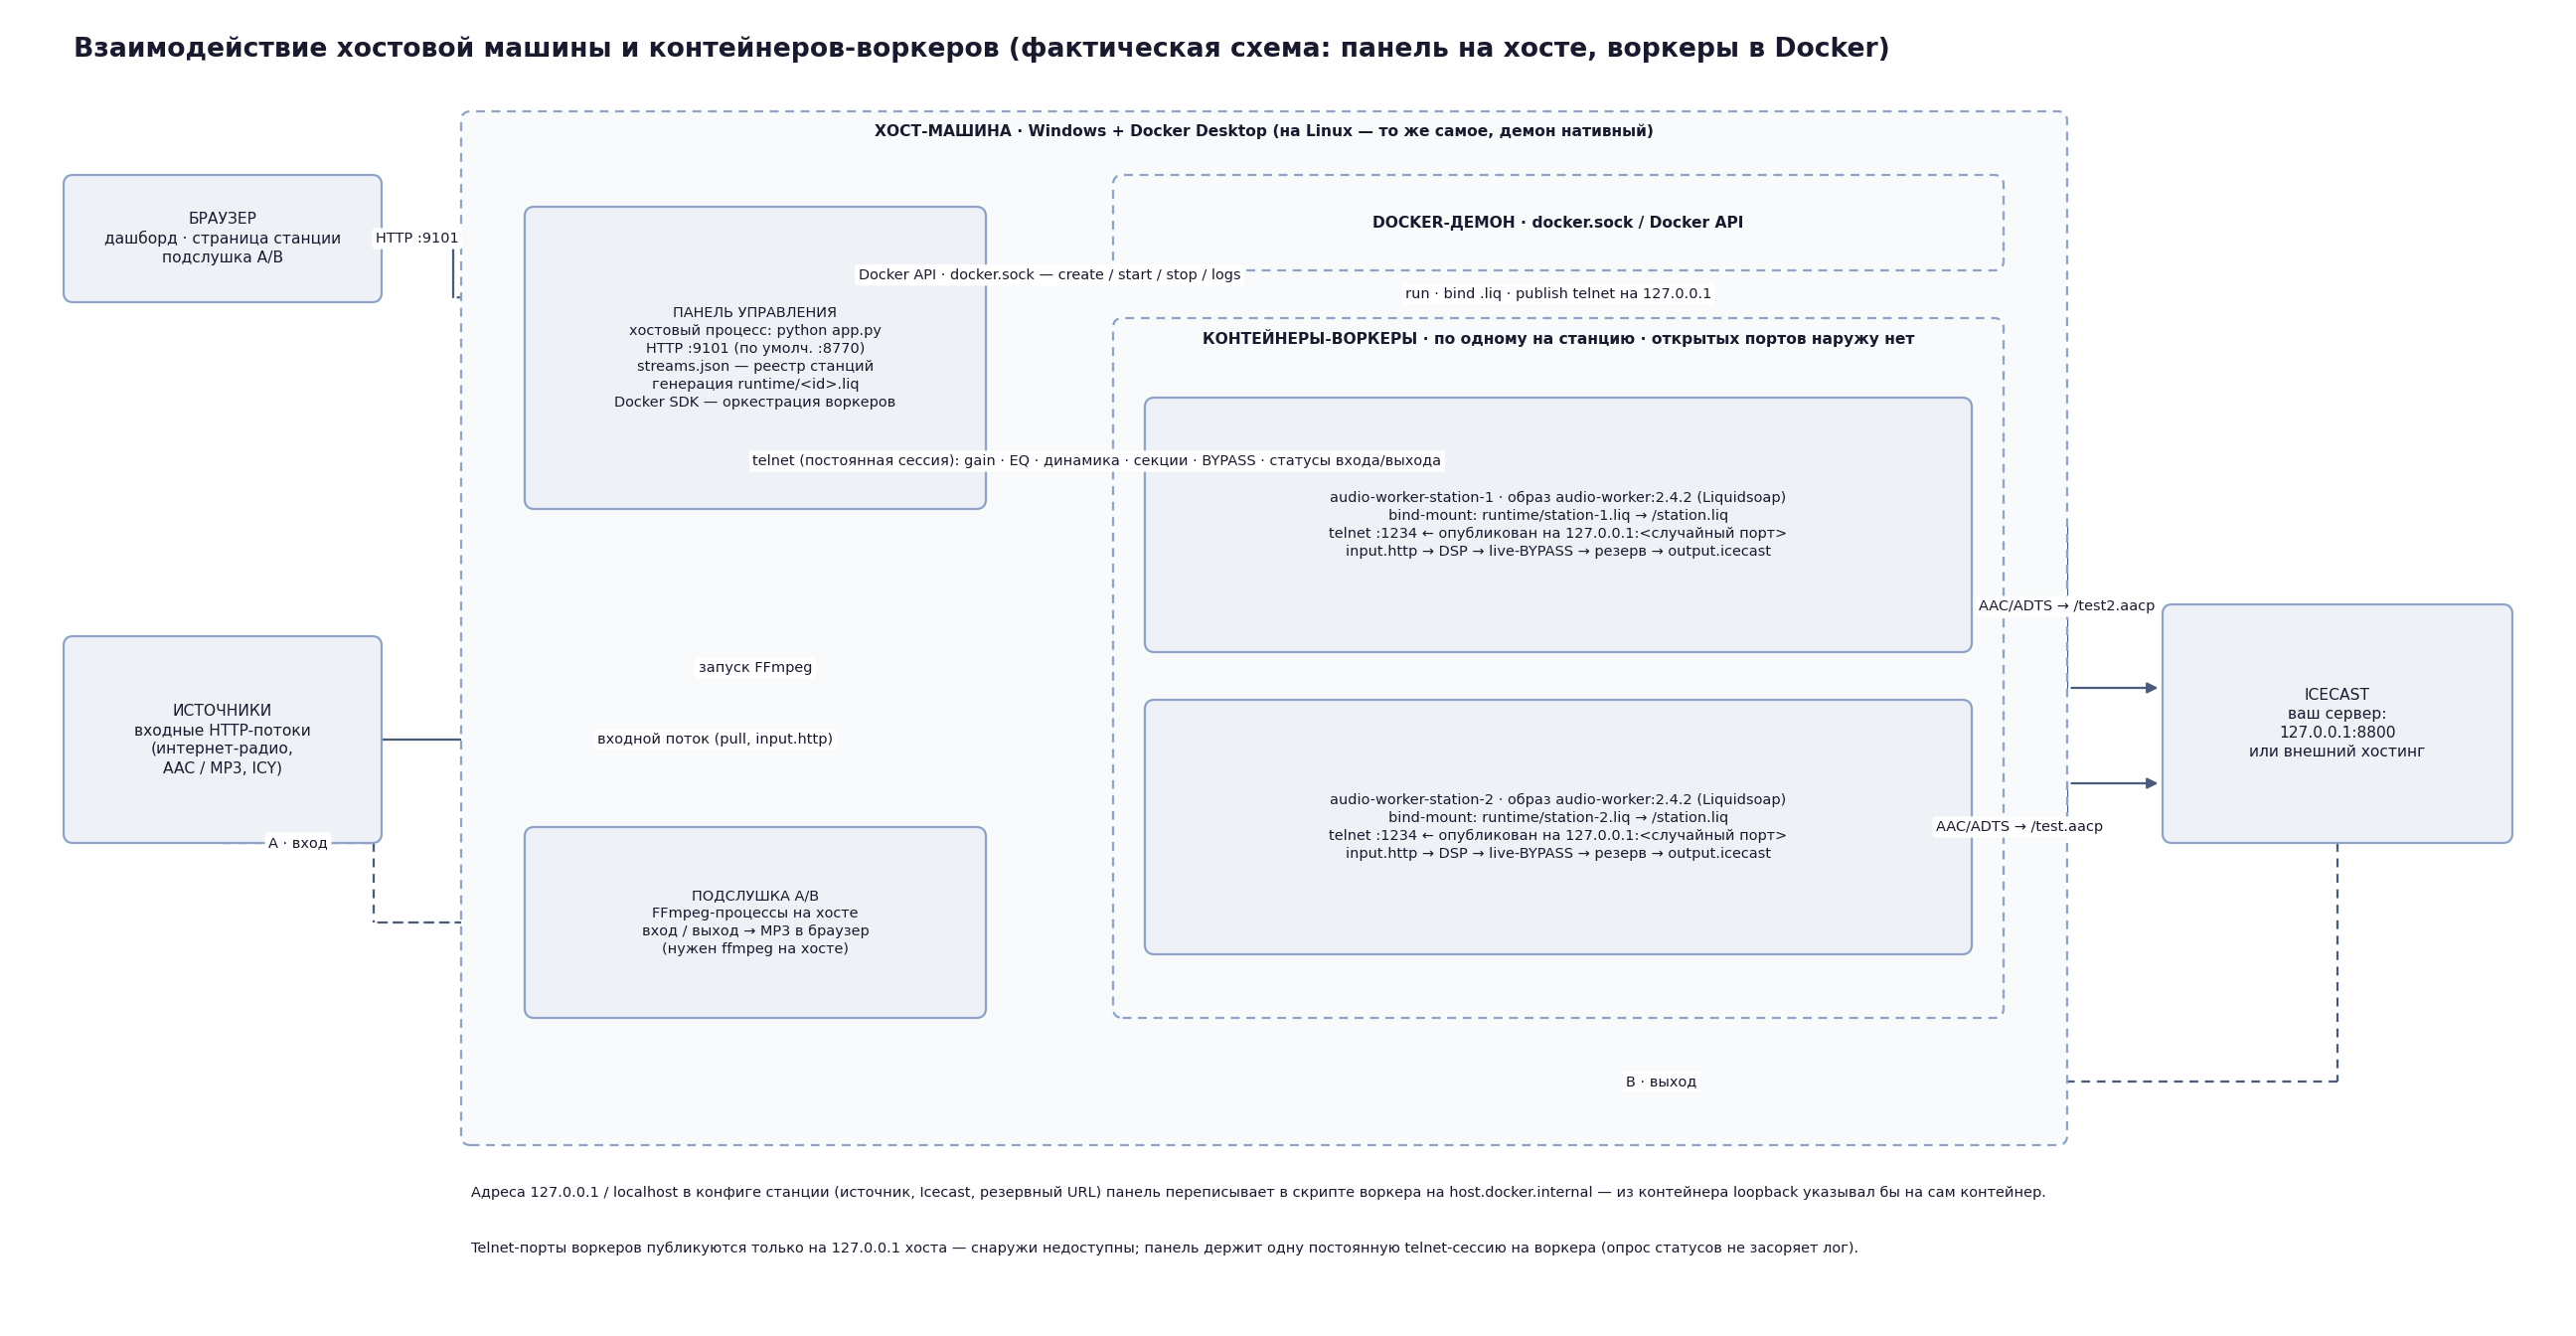 Взаимодействие хостовой машины и контейнеров-воркеров (фактическая схема: панель на хосте, воркеры в Docker)
ХОСТ-МАШИНА · Windows + Docker Desktop (на Linux — то же самое, демон нативный)
БРАУЗЕР
дашборд · страница станции
подслушка A/B
HTTP :9101
DOCKER-ДЕМОН · docker.sock / Docker API
Docker API · docker.sock — create / start / stop / logs
run · bind .liq · publish telnet на 127.0.0.1
ПАНЕЛЬ УПРАВЛЕНИЯ
хостовый процесс: python app.py
HTTP :9101 (по умолч. :8770)
streams.json — реестр станций
генерация runtime/<id>.liq
Docker SDK — оркестрация воркеров
КОНТЕЙНЕРЫ-ВОРКЕРЫ · по одному на станцию · открытых портов наружу нет
telnet (постоянная сессия): gain · EQ · динамика · секции · BYPASS · статусы входа/выхода
audio-worker-station-1 · образ audio-worker:2.4.2 (Liquidsoap)
bind-mount: runtime/station-1.liq → /station.liq
telnet :1234 ← опубликован на 127.0.0.1:<случайный порт>
input.http → DSP → live-BYPASS → резерв → output.icecast
AAC/ADTS → /test2.aacp
запуск FFmpeg
ИСТОЧНИКИ
входные HTTP-потоки
(интернет-радио,
AAC / MP3, ICY)
входной поток (pull, input.http)
ICECAST
ваш сервер:
127.0.0.1:8800
или внешний хостинг
audio-worker-station-2 · образ audio-worker:2.4.2 (Liquidsoap)
bind-mount: runtime/station-2.liq → /station.liq
telnet :1234 ← опубликован на 127.0.0.1:<случайный порт>
input.http → DSP → live-BYPASS → резерв → output.icecast
AAC/ADTS → /test.aacp
A · вход
ПОДСЛУШКА A/B
FFmpeg-процессы на хосте
вход / выход → MP3 в браузер
(нужен ffmpeg на хосте)
B · выход
Адреса 127.0.0.1 / localhost в конфиге станции (источник, Icecast, резервный URL) панель переписывает в скрипте воркера на host.docker.internal — из контейнера loopback указывал бы на сам контейнер.
Telnet-порты воркеров публикуются только на 127.0.0.1 хоста — снаружи недоступны; панель держит одну постоянную telnet-сессию на воркера (опрос статусов не засоряет лог).